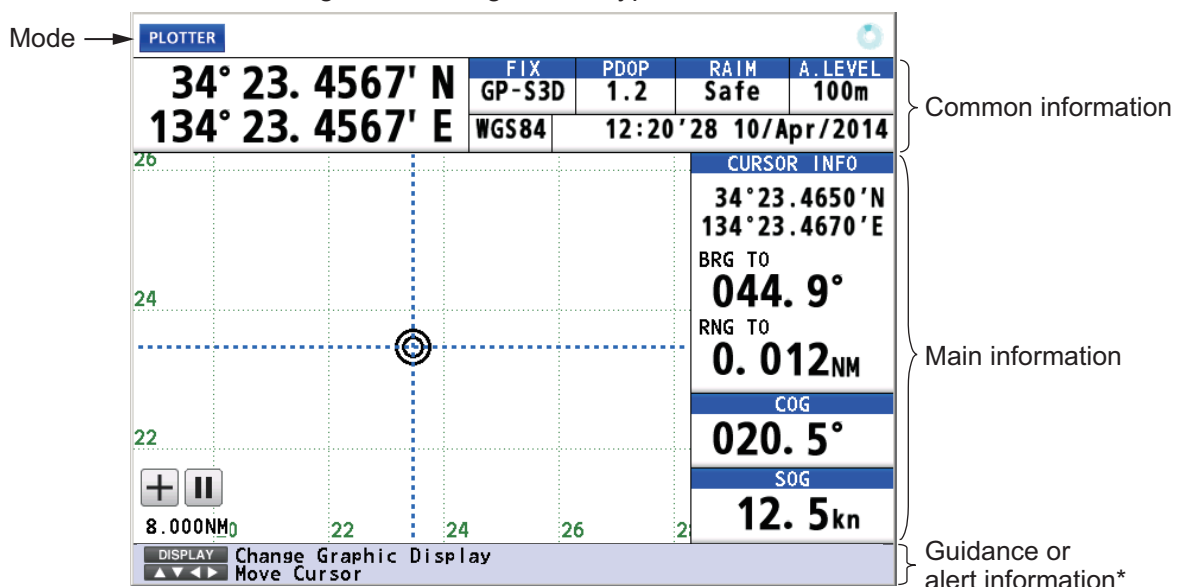 Mode
PLOTTER
34° 23. 4567' N
134° 23. 4567' E
FIX PDOP RAIM A.LEVEL
GP-S3D 1.2 Safe 100m
WGS84 12:20'28 10/Apr/2014
Common information
26
24
22
CURSOR INFO
34°23.4650'N
134°23.4670'E
BRG TO
044. 9°
RNG TO
0. 012NM
COG
020. 5°
SOG
12. 5kn
Main information
8.000NM 0 22 24 26 2
DISPLAY Change Graphic Display
▲▼◀▶ Move Cursor
Guidance or
alert information*